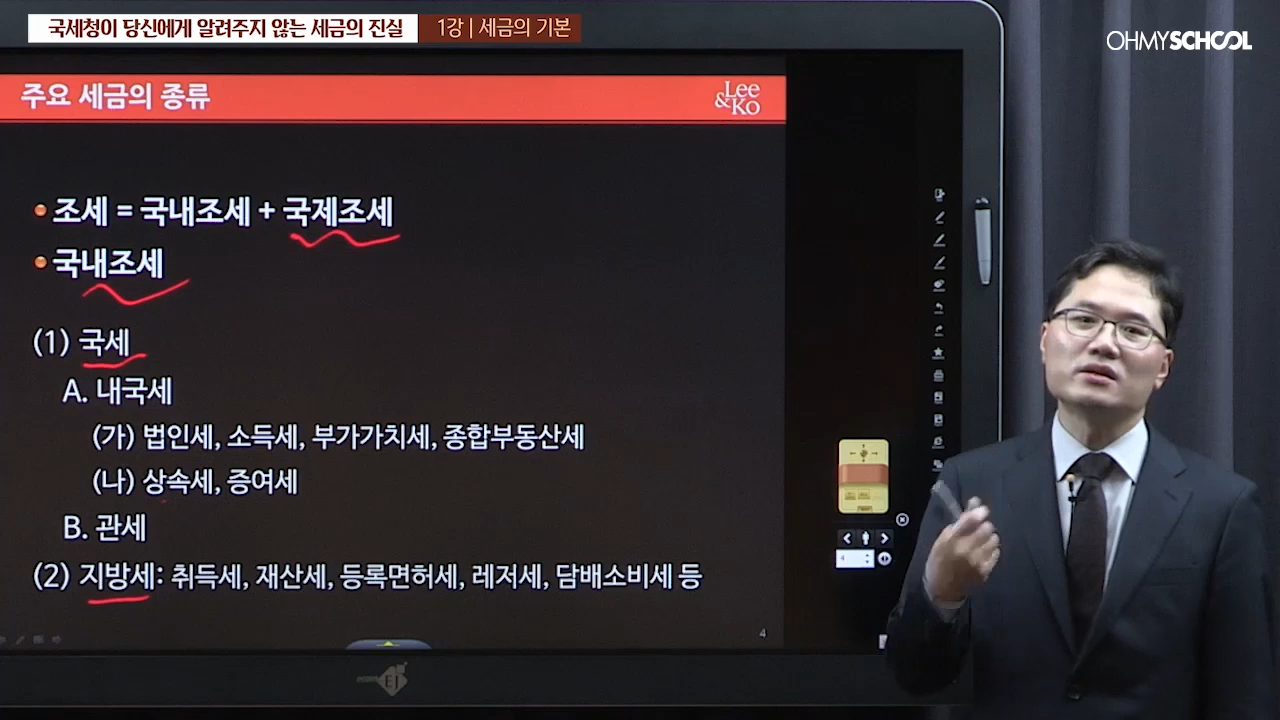 국세청이 당신에게 알려주지 않는 세금의 진실 1강 | 세금의 기본
OHMYSCHOOL
주요 세금의 종류
Lee
&Ko
• 조세 = 국내조세 + 국제조세
• 국내조세
(1) 국세
A. 내국세
(가) 법인세, 소득세, 부가가치세, 종합부동산세
(나) 상속세, 증여세
B. 관세
(2) 지방세: 취득세, 재산세, 등록면허세, 레저세, 담배소비세 등
4
EJ